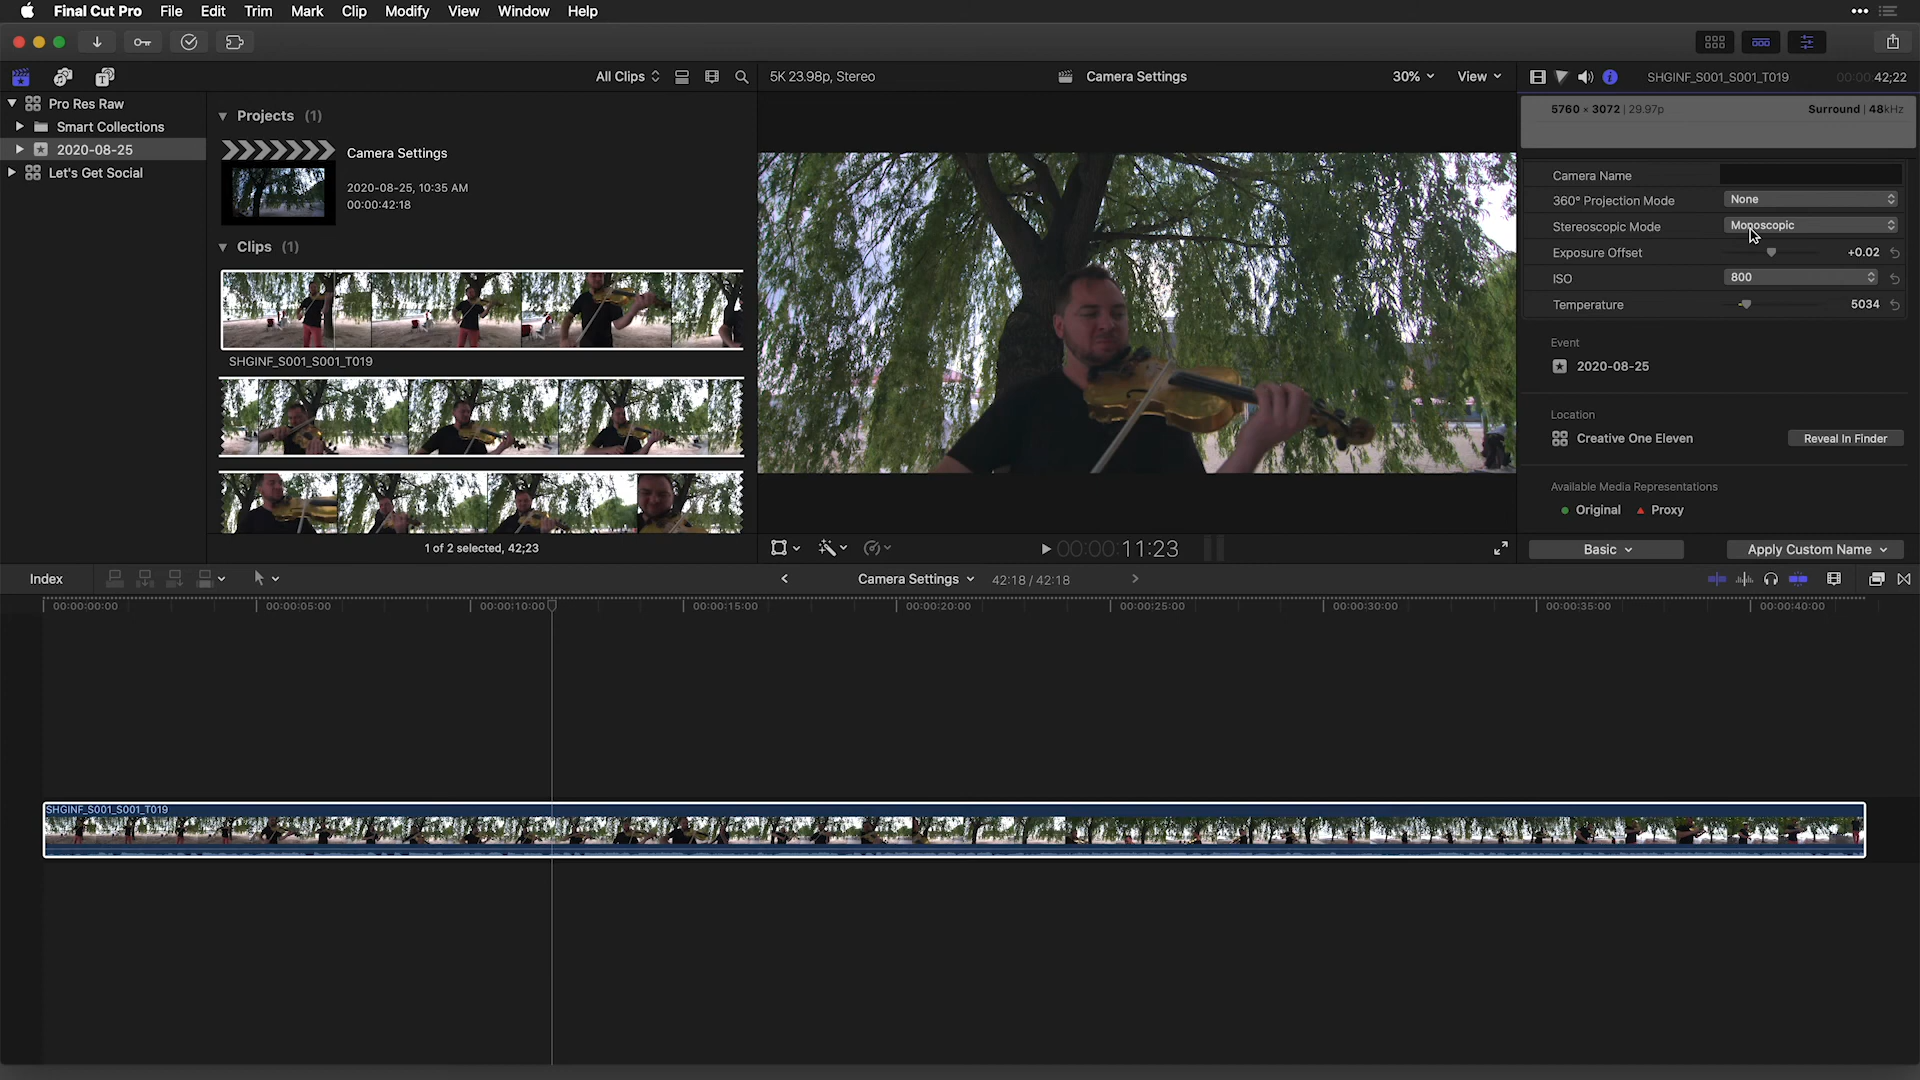 Final Cut Pro File Edit Trim Mark Clip Modify View Window Help
All Clips
5K 23.98p, Stereo
Camera Settings
30%
View
SHGINF_S001_S001_T019
00:00:42;22
Pro Res Raw
Smart Collections
2020-08-25
Let's Get Social
Projects (1)
Camera Settings
2020-08-25, 10:35 AM
00:00:42:18
Clips (1)
SHGINF_S001_S001_T019
1 of 2 selected, 42;23
00:00:11:23
5760 × 3072 | 29.97p
Surround | 48kHz
Camera Name
360° Projection Mode None
Stereoscopic Mode Monoscopic
Exposure Offset +0.02
ISO 800
Temperature 5034
Event
2020-08-25
Location
Creative One Eleven
Reveal In Finder
Available Media Representations
Original Proxy
Basic
Apply Custom Name
Index
Camera Settings
42:18 / 42:18
00:00:00:00 00:00:05:00 00:00:10:00 00:00:15:00 00:00:20:00 00:00:25:00 00:00:30:00 00:00:35:00 00:00:40:00
SHGINF_S001_S001_T019